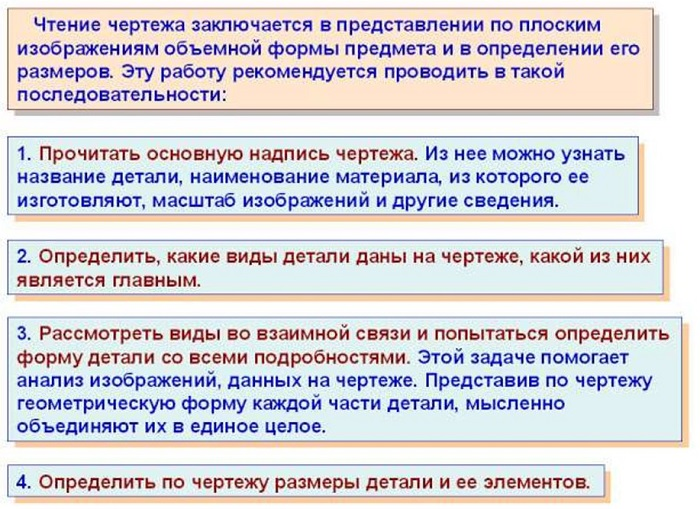 Чтение чертежа заключается в представлении по плоским
изображениям объемной формы предмета и в определении его
размеров. Эту работу рекомендуется проводить в такой
последовательности:
1. Прочитать основную надпись чертежа. Из нее можно узнать
название детали, наименование материала, из которого ее
изготовляют, масштаб изображений и другие сведения.
2. Определить, какие виды детали даны на чертеже, какой из них
является главным.
3. Рассмотреть виды во взаимной связи и попытаться определить
форму детали со всеми подробностями. Этой задаче помогает
анализ изображений, данных на чертеже. Представив по чертежу
геометрическую форму каждой части детали, мысленно
объединяют их в единое целое.
4. Определить по чертежу размеры детали и ее элементов.